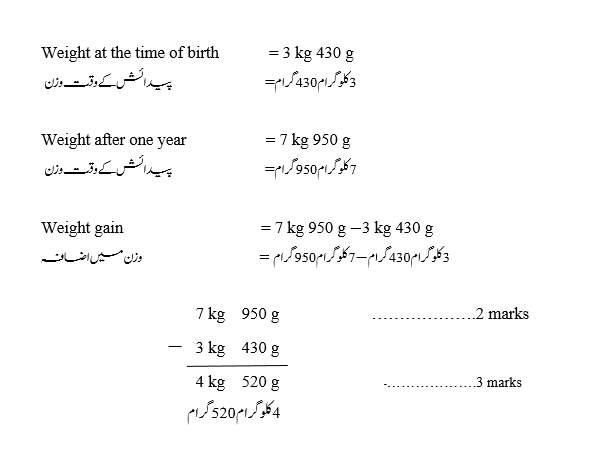 Weight at the time of birth = 3 kg 430 g
پیدائش کے وقت وزن =3کلوگرام430گرام
Weight after one year = 7 kg 950 g
پیدائش کے وقت وزن =7کلوگرام950گرام
Weight gain = 7 kg 950 g –3 kg 430 g
وزن میں اضافہ = 3کلوگرام430گرام–7کلوگرام950گرام
7 kg 950 g ……………….2 marks
— 3 kg 430 g
4 kg 520 g -………………3 marks
4کلوگرام520گرام